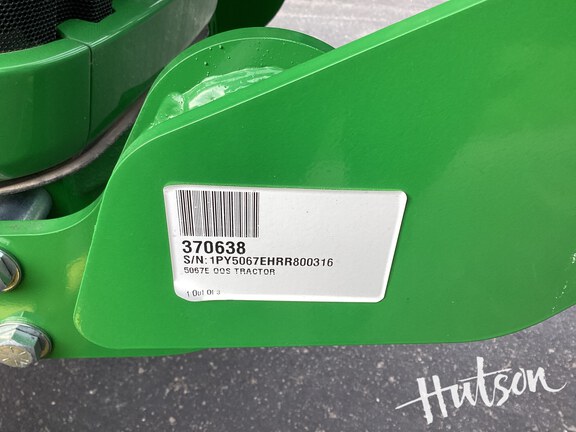 370638
S/N: 1PY5067EHRR800316
5067E OOS TRACTOR
1 Out Of 3
Hutson